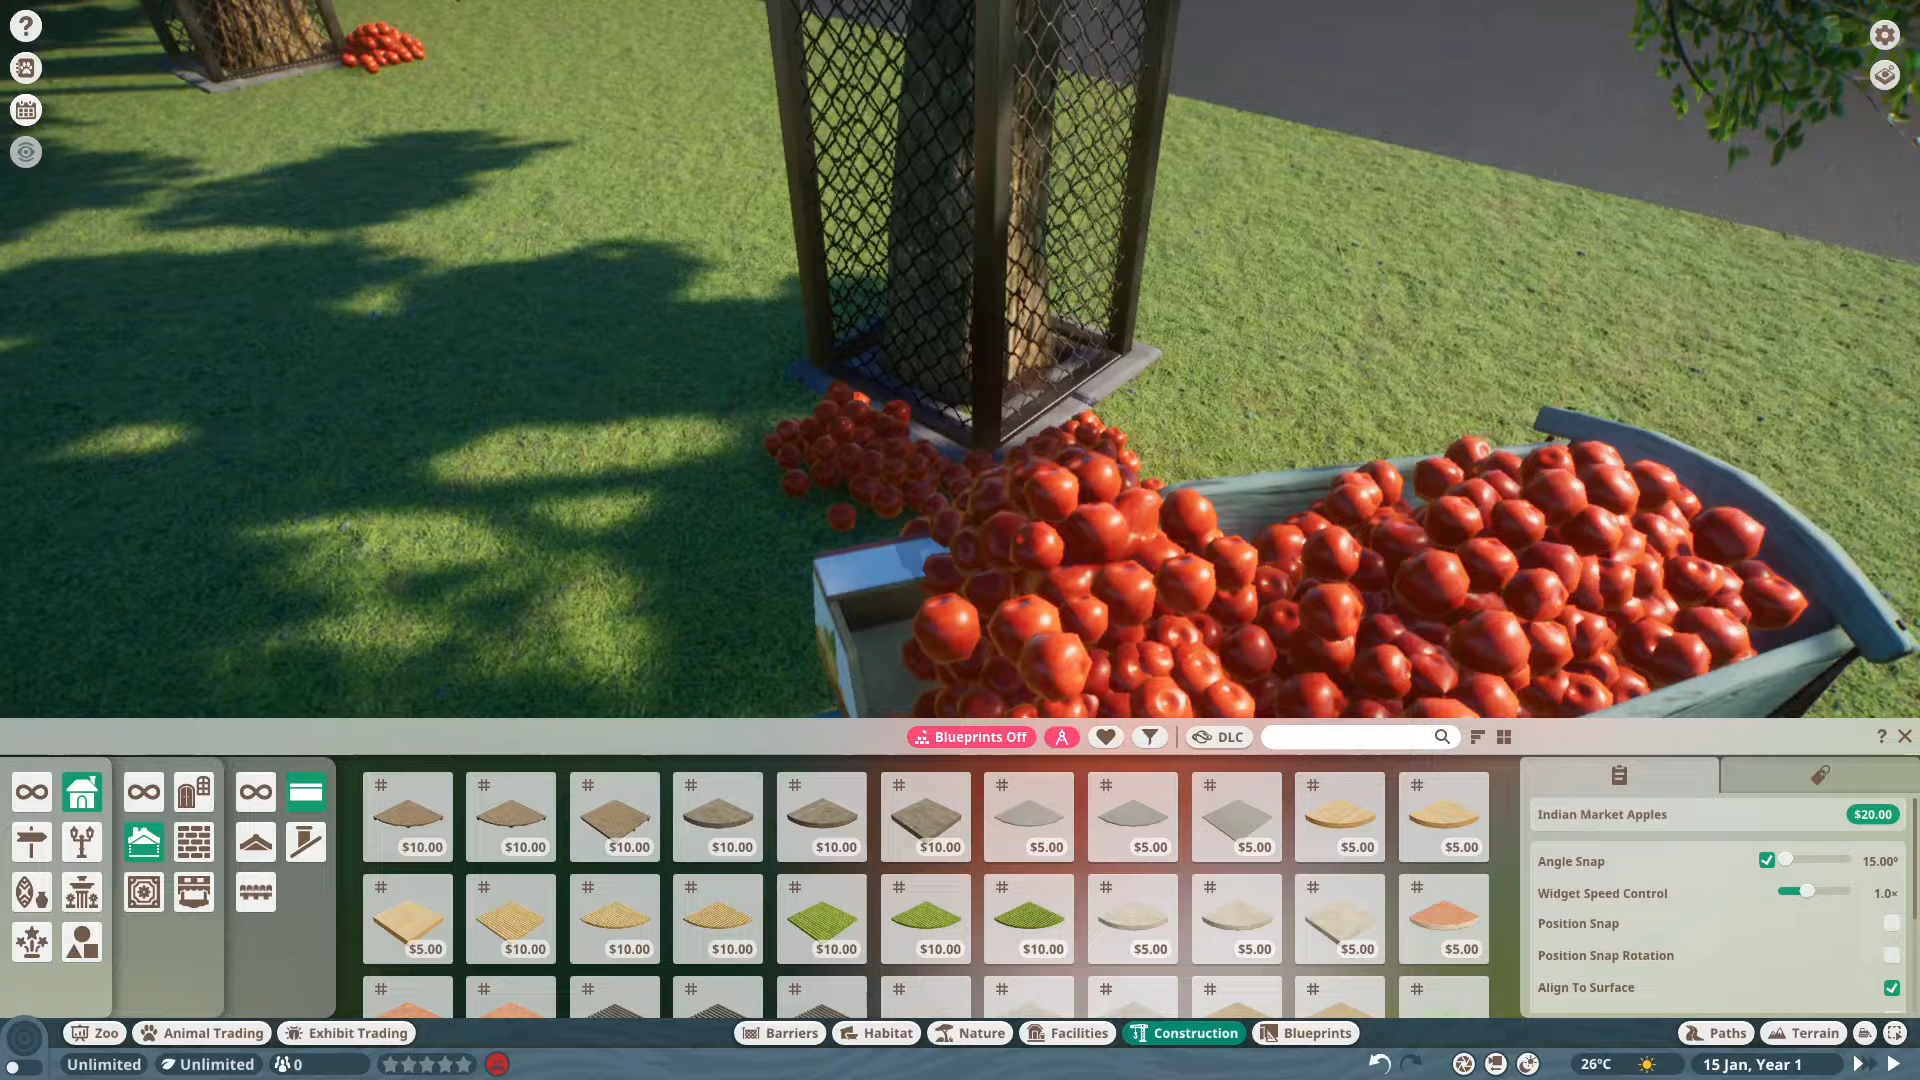 Blueprints Off
DLC
$10.00 $10.00 $10.00 $10.00 $10.00 $10.00 $5.00 $5.00 $5.00 $5.00 $5.00
$5.00 $10.00 $10.00 $10.00 $10.00 $10.00 $10.00 $5.00 $5.00 $5.00 $5.00
Indian Market Apples $20.00
Angle Snap 15.00°
Widget Speed Control 1.0×
Position Snap
Position Snap Rotation
Align To Surface
Zoo Animal Trading Exhibit Trading Barriers Habitat Nature Facilities Construction Blueprints Paths Terrain
Unlimited Unlimited 0 26°C 15 Jan, Year 1